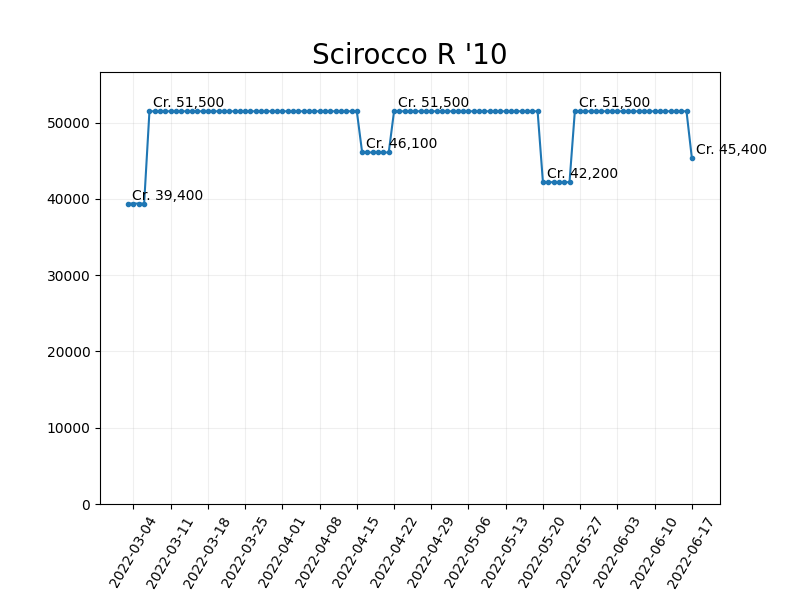 Scirocco R '10
Cr. 51,500
Cr. 51,500
Cr. 51,500
Cr. 46,100
Cr. 45,400
Cr. 42,200
Cr. 39,400
50000
40000
30000
20000
10000
0
2022-03-04
2022-03-11
2022-03-18
2022-03-25
2022-04-01
2022-04-08
2022-04-15
2022-04-22
2022-04-29
2022-05-06
2022-05-13
2022-05-20
2022-05-27
2022-06-03
2022-06-10
2022-06-17